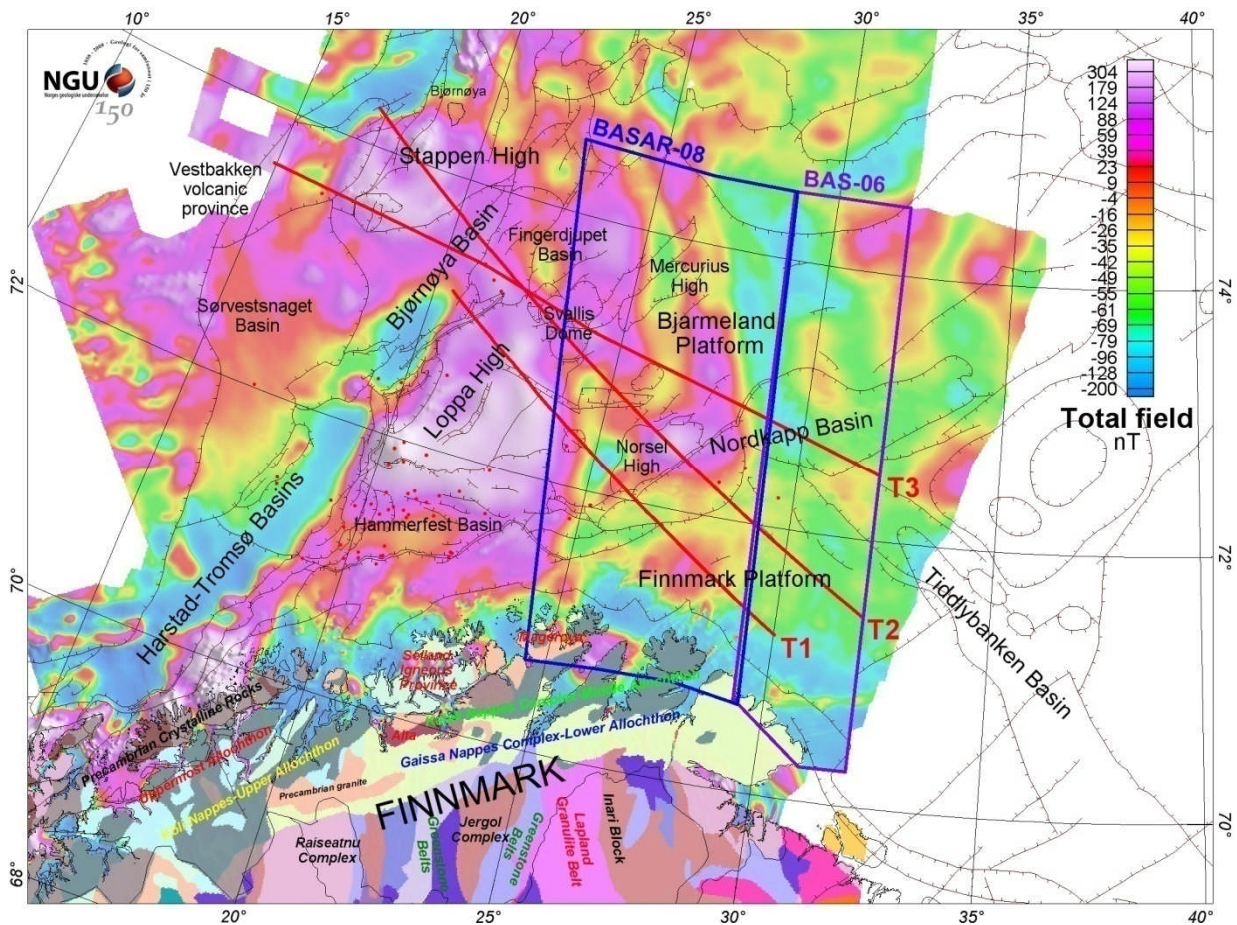 10°
15°
20°
25°
30°
35°
40°
NGU
Norges geologiske undersøkelse
150
Bjørnøya
304
179
124
88
59
39
23
9
-4
-16
-26
-35
-42
-49
-55
-61
-69
-79
-96
-128
-200
Total field
nT
BASAR-08
BAS-06
Stappen High
Vestbakken
volcanic
province
Fingerdjupet
Basin
Mercurius
High
Bjørnøya Basin
Sørvestsnaget
Basin
Svallis
Dome
Bjarmeland
Platform
Loppa High
Nordkapp Basin
Norsel
High
T3
Hammerfest Basin
Harstad-Tromsø Basins
Finnmark Platform
T1
T2
Tiddlybanken Basin
Magerøya
Seiland
Igneous
Province
Precambrian Crystalline Rocks
Uppermost Allochthon
Alta
Gaissa Nappes Complex-Lower Allochthon
Precambrian granite
FINNMARK
Raiseatnu
Complex
Greenstone
Belts
Jergol
Complex
Greenstone
Belts
Lapland
Granulite Belt
Inari Block
72°
70°
68°
74°
72°
70°
20°
25°
30°
35°
40°